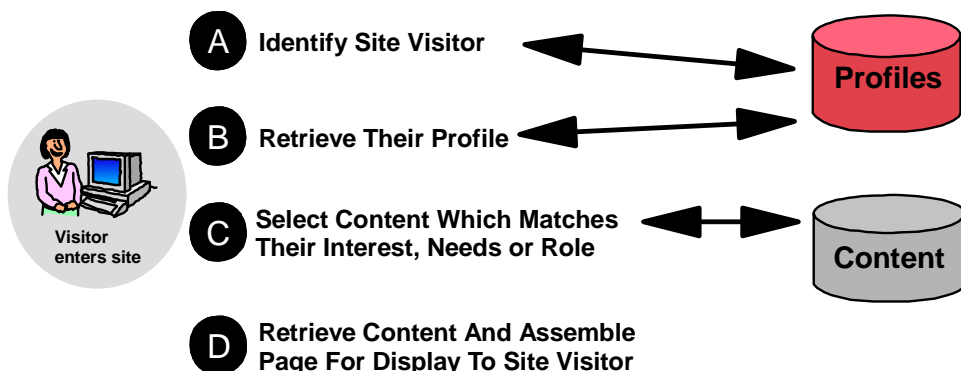 A Identify Site Visitor
Profiles
B Retrieve Their Profile
Visitor
enters site
C Select Content Which Matches
Their Interest, Needs or Role
Content
D Retrieve Content And Assemble
Page For Display To Site Visitor